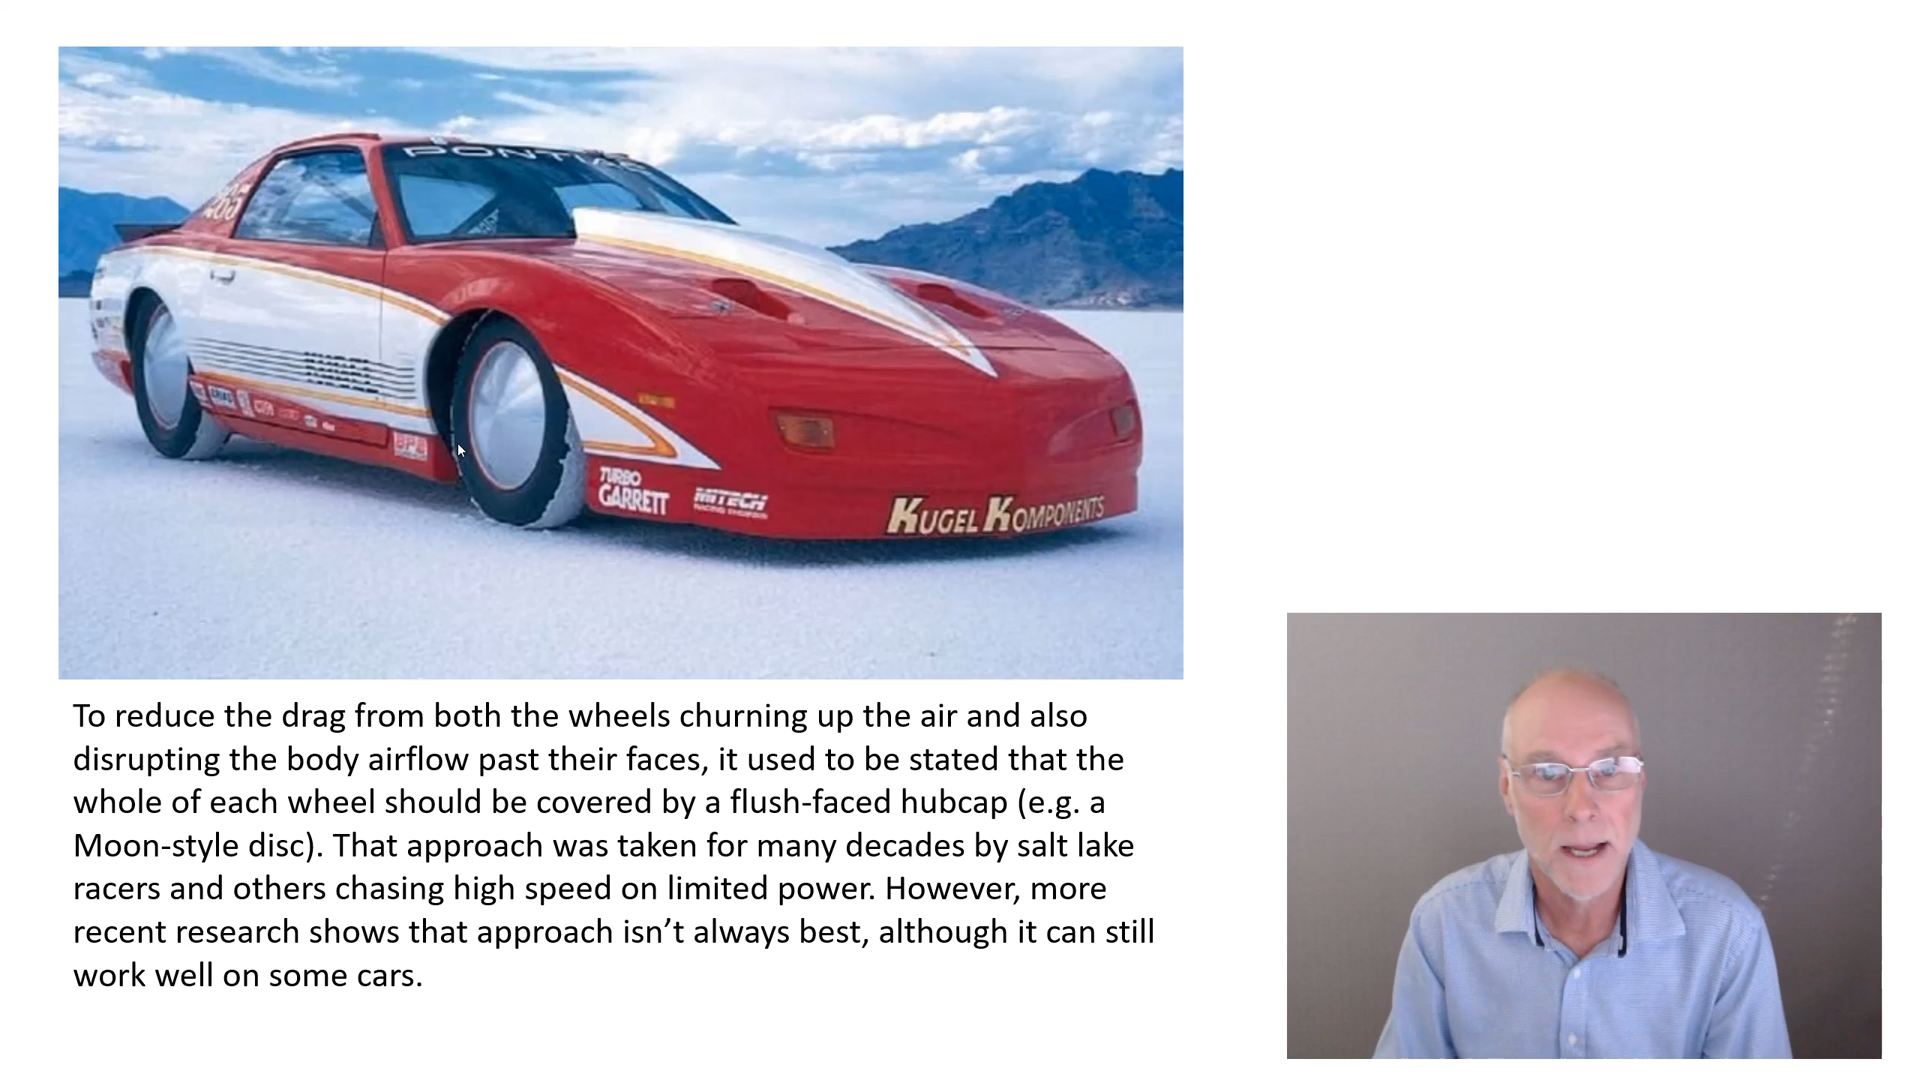 PONTIAC
TURBO
GARRETT
MITECH
KUGEL KOMPONENTS
To reduce the drag from both the wheels churning up the air and also
disrupting the body airflow past their faces, it used to be stated that the
whole of each wheel should be covered by a flush-faced hubcap (e.g. a
Moon-style disc). That approach was taken for many decades by salt lake
racers and others chasing high speed on limited power. However, more
recent research shows that approach isn’t always best, although it can still
work well on some cars.